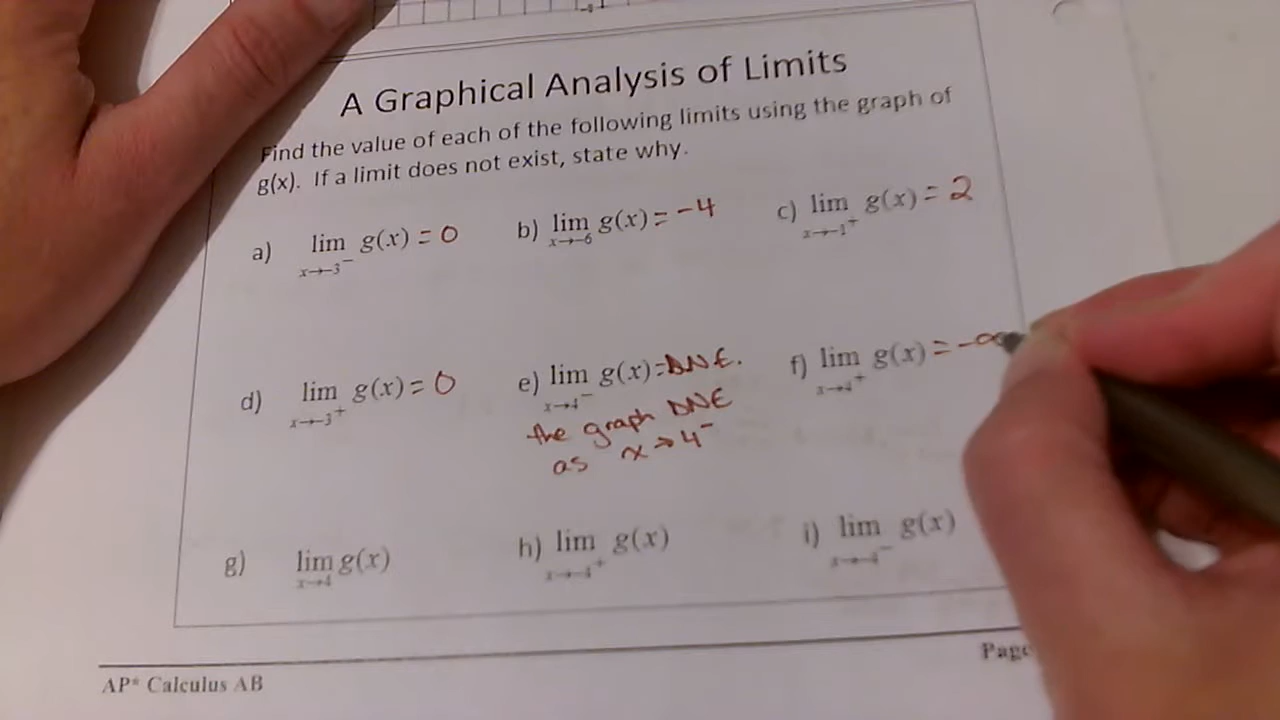 A Graphical Analysis of Limits
Find the value of each of the following limits using the graph of
g(x). If a limit does not exist, state why.
a) lim x→-3⁻ g(x) = 0
b) lim x→-6 g(x) = -4
c) lim x→-1⁺ g(x) = 2
d) lim x→-3⁺ g(x) = 0
e) lim x→4⁻ g(x) = DNE.
the graph DNE
as x→4⁻
f) lim x→4⁺ g(x) = -∞
g) lim x→4 g(x)
h) lim x→-4⁺ g(x)
i) lim x→-4⁻ g(x)
AP* Calculus AB
Page